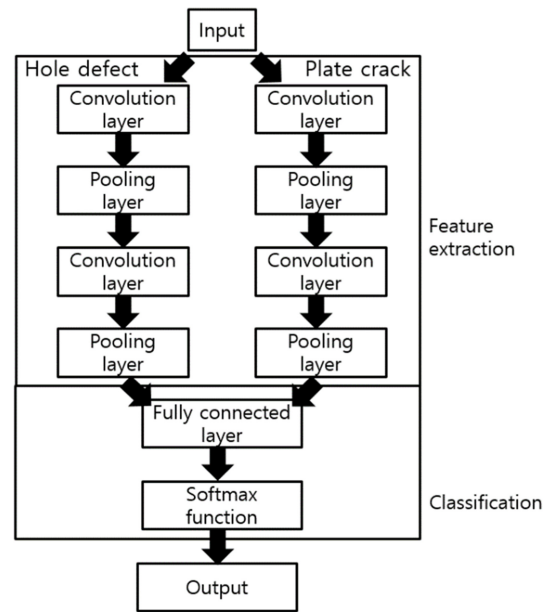 Input
Hole defect
Plate crack
Convolution
layer
Pooling
layer
Convolution
layer
Pooling
layer
Convolution
layer
Pooling
layer
Convolution
layer
Pooling
layer
Feature
extraction
Fully connected
layer
Softmax
function
Classification
Output